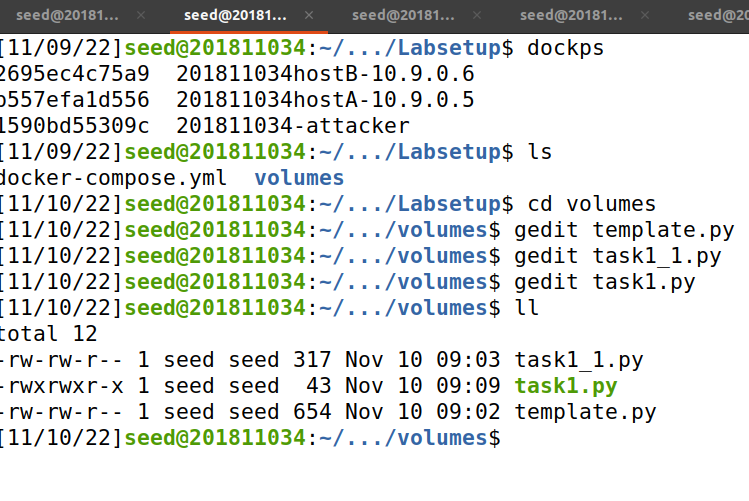 seed@20181... × seed@20181... × seed@20181... × seed@20181... × seed@2018
[11/09/22]seed@201811034:~/.../Labsetup$ dockps
2695ec4c75a9  201811034hostB-10.9.0.6
b557efa1d556  201811034hostA-10.9.0.5
1590bd55309c  201811034-attacker
[11/09/22]seed@201811034:~/.../Labsetup$ ls
docker-compose.yml  volumes
[11/10/22]seed@201811034:~/.../Labsetup$ cd volumes
[11/10/22]seed@201811034:~/.../volumes$ gedit template.py
[11/10/22]seed@201811034:~/.../volumes$ gedit task1_1.py
[11/10/22]seed@201811034:~/.../volumes$ gedit task1.py
[11/10/22]seed@201811034:~/.../volumes$ ll
total 12
-rw-rw-r-- 1 seed seed 317 Nov 10 09:03 task1_1.py
-rwxrwxr-x 1 seed seed  43 Nov 10 09:09 task1.py
-rw-rw-r-- 1 seed seed 654 Nov 10 09:02 template.py
[11/10/22]seed@201811034:~/.../volumes$